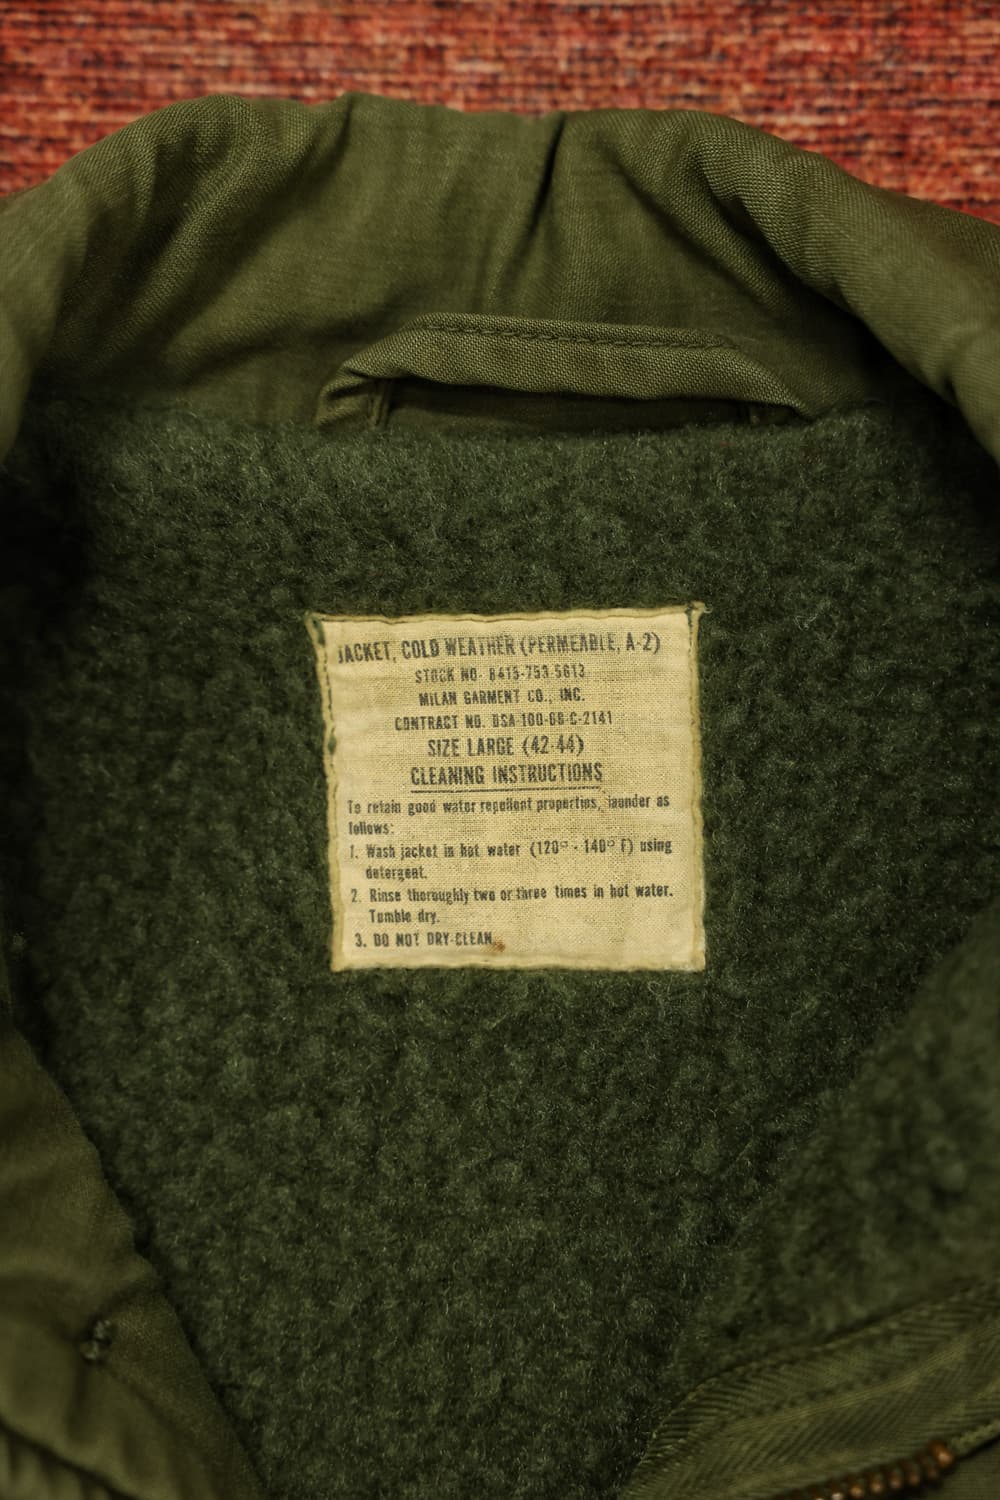 JACKET, COLD WEATHER (PERMEABLE, A-2)
STOCK NO. 8415-753-5613
MILAN GARMENT CO., INC.
CONTRACT NO. DSA-100-68-C-2141
SIZE LARGE (42-44)
CLEANING INSTRUCTIONS
To retain good water repellent properties, launder as
follows:
1. Wash jacket in hot water (120° - 140° F) using
detergent.
2. Rinse thoroughly two or three times in hot water.
Tumble dry.
3. DO NOT DRY-CLEAN.